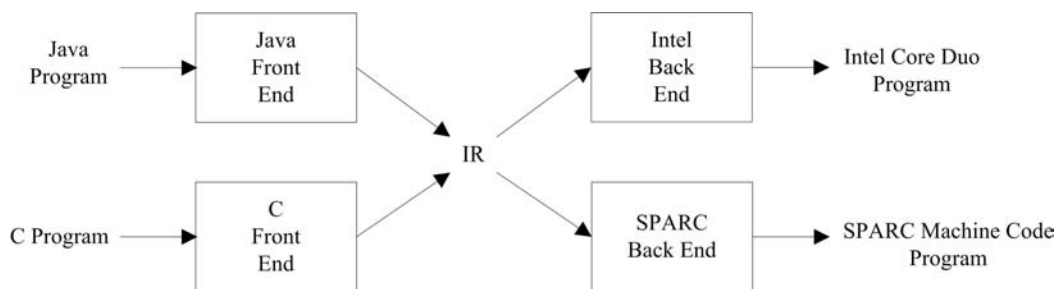 Java
Program
Java
Front
End
Intel
Back
End
Intel Core Duo
Program
IR
C Program
C
Front
End
SPARC
Back End
SPARC Machine Code
Program